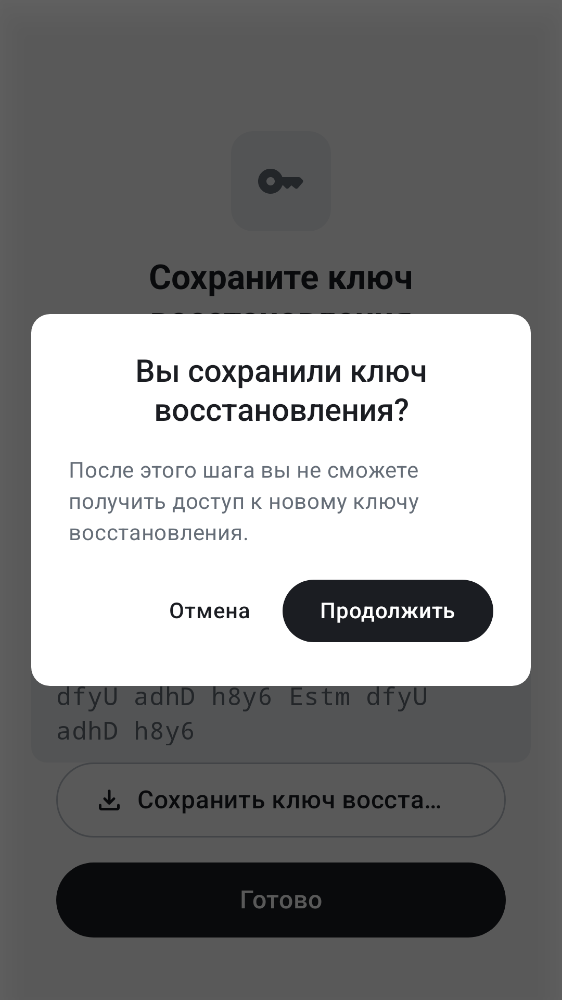 Сохраните ключ
Вы сохранили ключ
восстановления?
После этого шага вы не сможете
получить доступ к новому ключу
восстановления.
Отмена
Продолжить
dfyU adhD h8y6 Estm dfyU
adhD h8y6
Сохранить ключ восста…
Готово